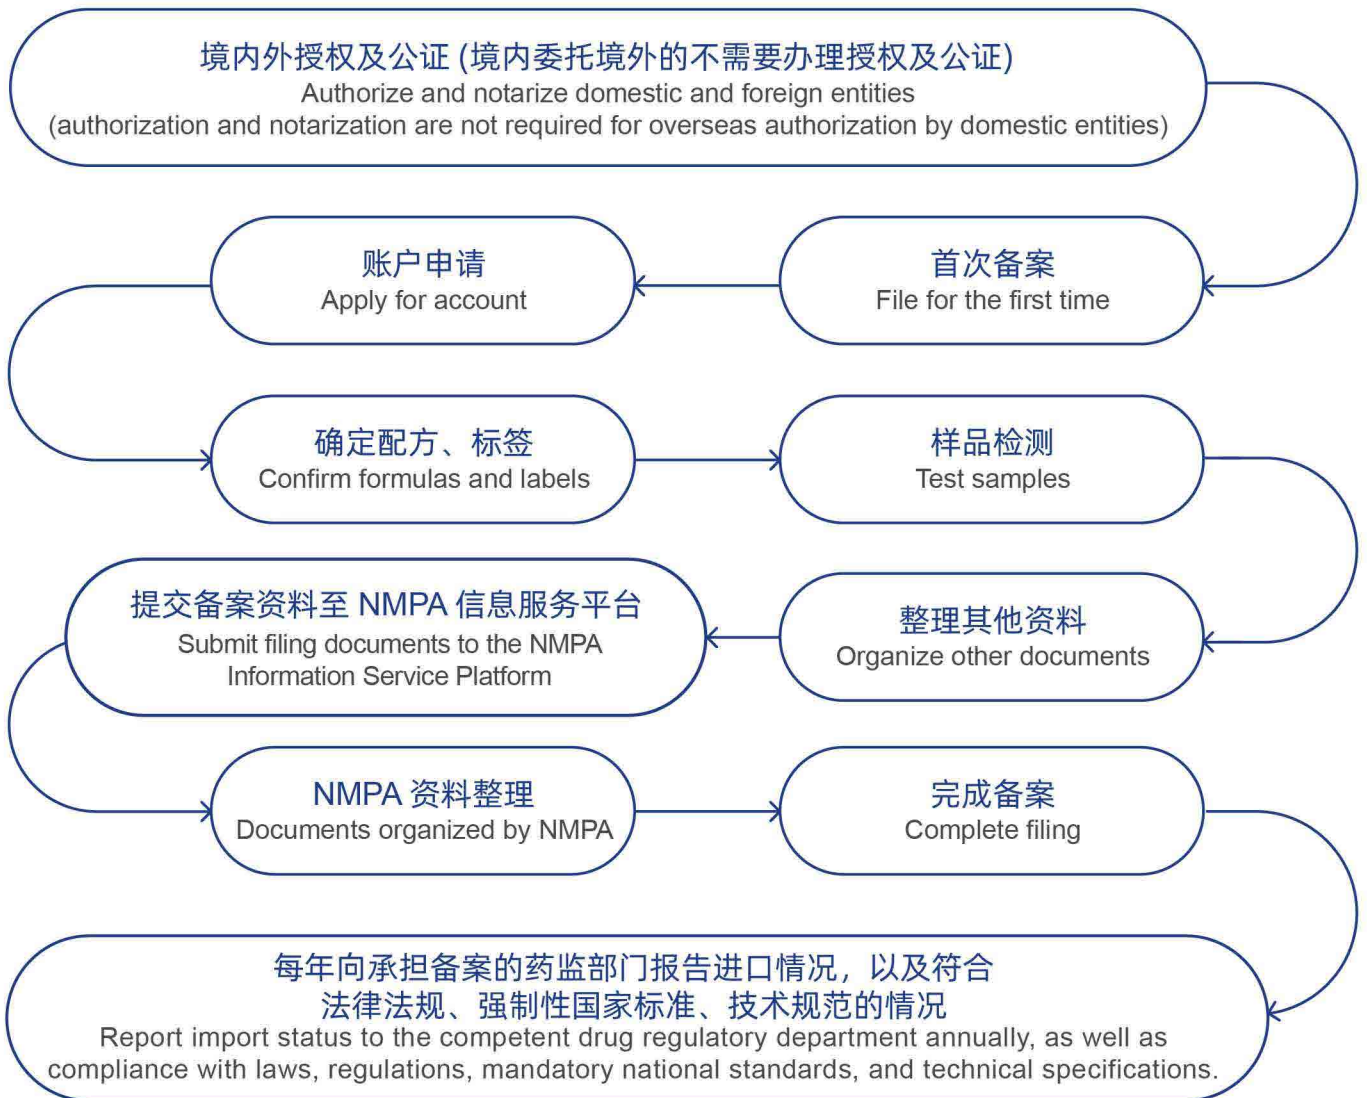 境内外授权及公证 (境内委托境外的不需要办理授权及公证)
Authorize and notarize domestic and foreign entities
(authorization and notarization are not required for overseas authorization by domestic entities)
首次备案
File for the first time
账户申请
Apply for account
确定配方、标签
Confirm formulas and labels
样品检测
Test samples
整理其他资料
Organize other documents
提交备案资料至 NMPA 信息服务平台
Submit filing documents to the NMPA
Information Service Platform
NMPA 资料整理
Documents organized by NMPA
完成备案
Complete filing
每年向承担备案的药监部门报告进口情况，以及符合
法律法规、强制性国家标准、技术规范的情况
Report import status to the competent drug regulatory department annually, as well as
compliance with laws, regulations, mandatory national standards, and technical specifications.